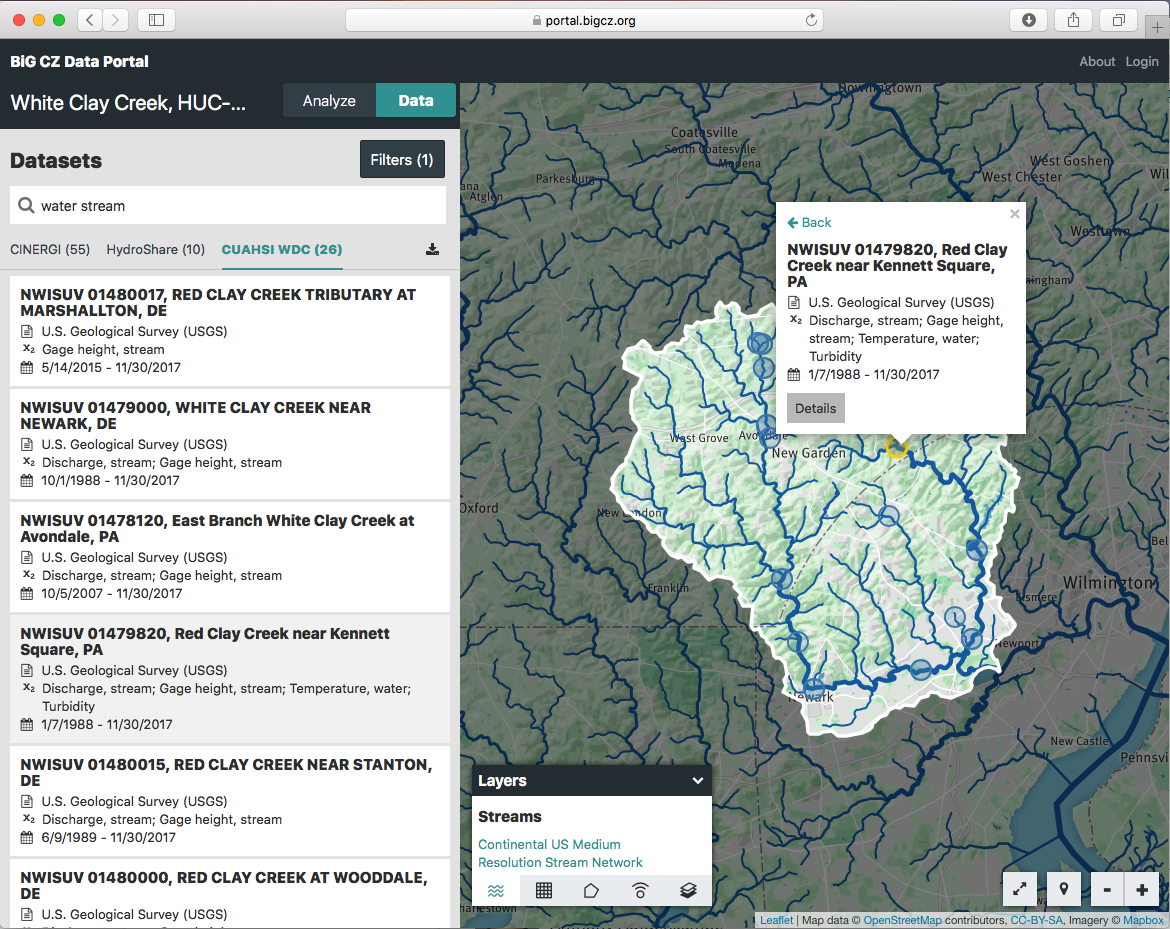 portal.bigcz.org
BiG CZ Data Portal
About Login
White Clay Creek, HUC-...
Analyze
Data
Datasets
Filters (1)
water stream
CINERGI (55)
HydroShare (10)
CUAHSI WDC (26)
NWISUV 01480017, RED CLAY CREEK TRIBUTARY AT
MARSHALLTON, DE
U.S. Geological Survey (USGS)
X₂ Gage height, stream
5/14/2015 - 11/30/2017
NWISUV 01479000, WHITE CLAY CREEK NEAR
NEWARK, DE
U.S. Geological Survey (USGS)
X₂ Discharge, stream; Gage height, stream
10/1/1988 - 11/30/2017
NWISUV 01478120, East Branch White Clay Creek at
Avondale, PA
U.S. Geological Survey (USGS)
X₂ Discharge, stream; Gage height, stream
10/5/2007 - 11/30/2017
NWISUV 01479820, Red Clay Creek near Kennett
Square, PA
U.S. Geological Survey (USGS)
X₂ Discharge, stream; Gage height, stream; Temperature, water;
Turbidity
1/7/1988 - 11/30/2017
NWISUV 01480015, RED CLAY CREEK NEAR STANTON,
DE
U.S. Geological Survey (USGS)
X₂ Discharge, stream; Gage height, stream
6/9/1989 - 11/30/2017
NWISUV 01480000, RED CLAY CREEK AT WOODDALE,
DE
U.S. Geological Survey (USGS)
Downingtown
Coatesville
South Coatesville
Modena
Parkesburg
Atglen
West Goshen
West Chester
Westtown
Back
NWISUV 01479820, Red Clay
Creek near Kennett Square,
PA
U.S. Geological Survey (USGS)
X₂ Discharge, stream; Gage height,
stream; Temperature, water;
Turbidity
1/7/1988 - 11/30/2017
Details
West Grove
Avondale
New Garden
Oxford
New London
Franklin
Wilmington
Elsmere
Newport
Newark
New Castle
Pennsvi
Layers
Streams
Continental US Medium
Resolution Stream Network
- +
Leaflet | Map data © OpenStreetMap contributors, CC-BY-SA, Imagery © Mapbox